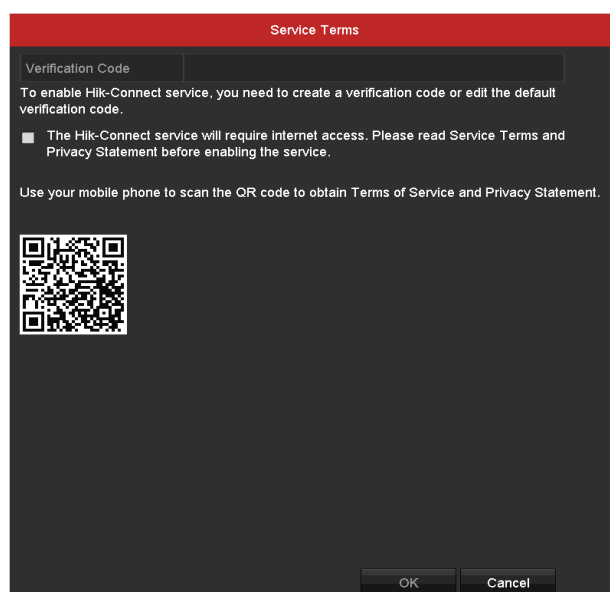 Service Terms
Verification Code
To enable Hik-Connect service, you need to create a verification code or edit the default
verification code.
The Hik-Connect service will require internet access. Please read Service Terms and
Privacy Statement before enabling the service.
Use your mobile phone to scan the QR code to obtain Terms of Service and Privacy Statement.
OK Cancel